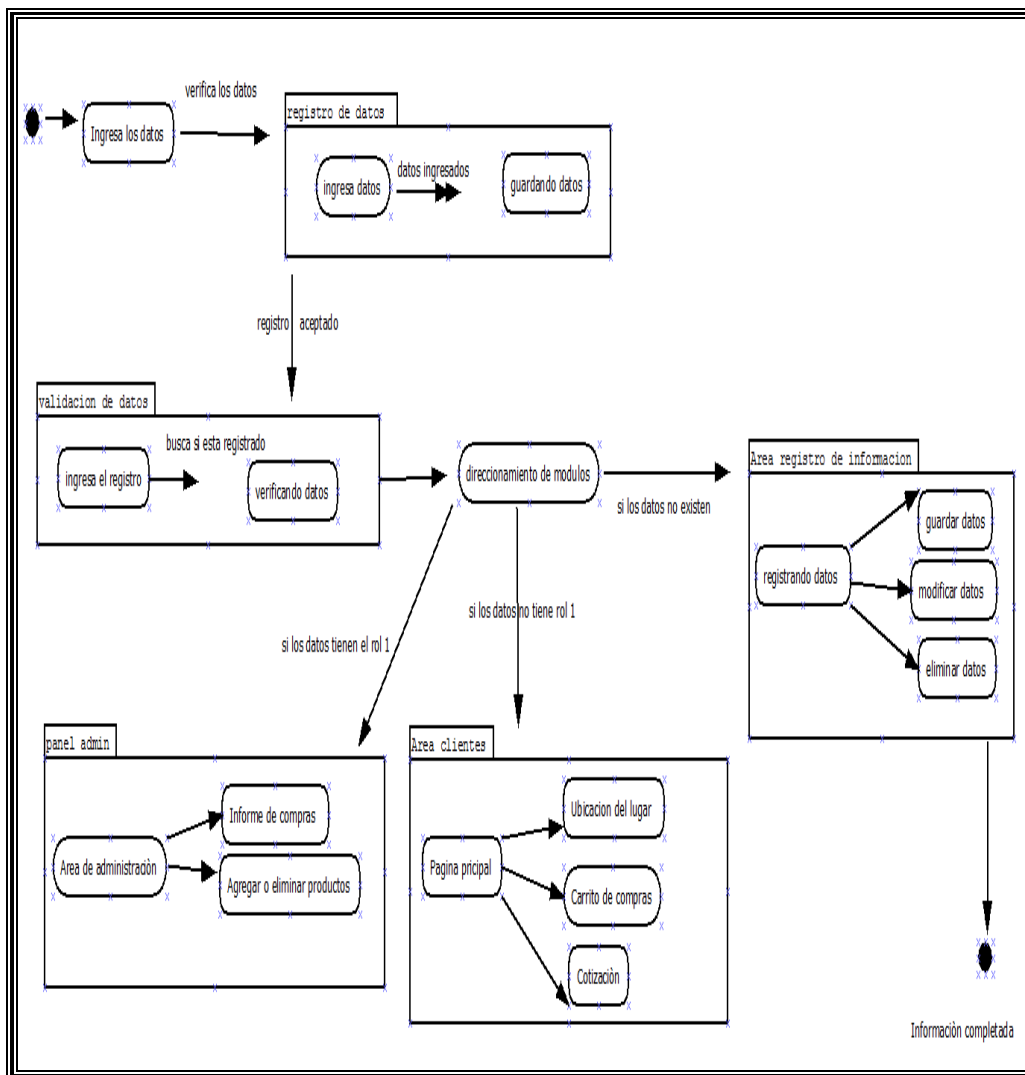 verifica los datos
Ingresa los datos
registro de datos
ingresa datos
datos ingresados
guardando datos
registro aceptado
validacion de datos
ingresa el registro
busca si esta registrado
verificando datos
direccionamiento de modulos
si los datos no existen
Area registro de informacion
registrando datos
guardar datos
modificar datos
eliminar datos
si los datos tienen el rol 1
si los datos no tiene rol 1
panel admin
Area de administraciòn
Informe de compras
Agregar o eliminar productos
Area clientes
Pagina pricipal
Ubicacion del lugar
Carrito de compras
Cotizaciòn
Informaciòn completada